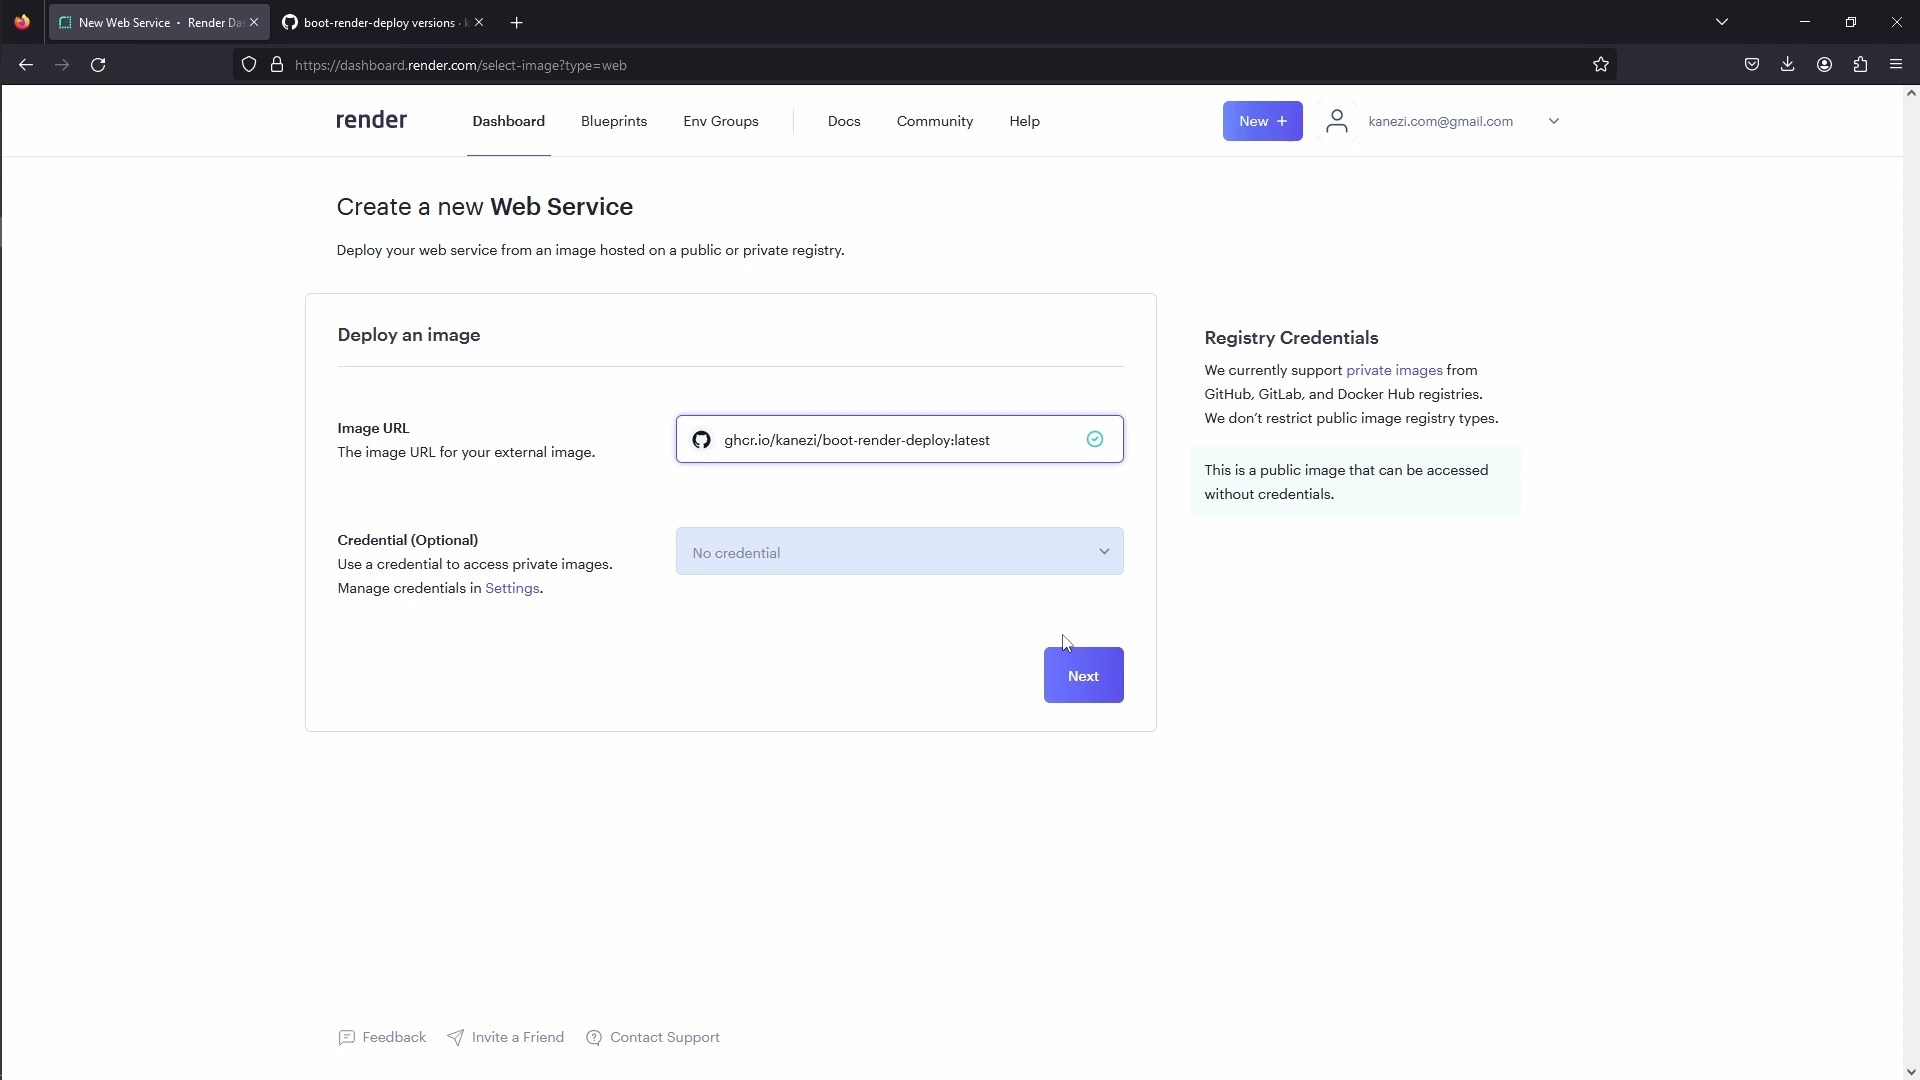 New Web Service · Render Da
boot-render-deploy versions · k
https://dashboard.render.com/select-image?type=web
render
Dashboard
Blueprints
Env Groups
Docs
Community
Help
New +
kanezi.com@gmail.com
Create a new Web Service
Deploy your web service from an image hosted on a public or private registry.
Deploy an image
Image URL
The image URL for your external image.
ghcr.io/kanezi/boot-render-deploy:latest
Credential (Optional)
Use a credential to access private images.
Manage credentials in Settings.
No credential
Next
Registry Credentials
We currently support private images from
GitHub, GitLab, and Docker Hub registries.
We don’t restrict public image registry types.
This is a public image that can be accessed
without credentials.
Feedback
Invite a Friend
Contact Support